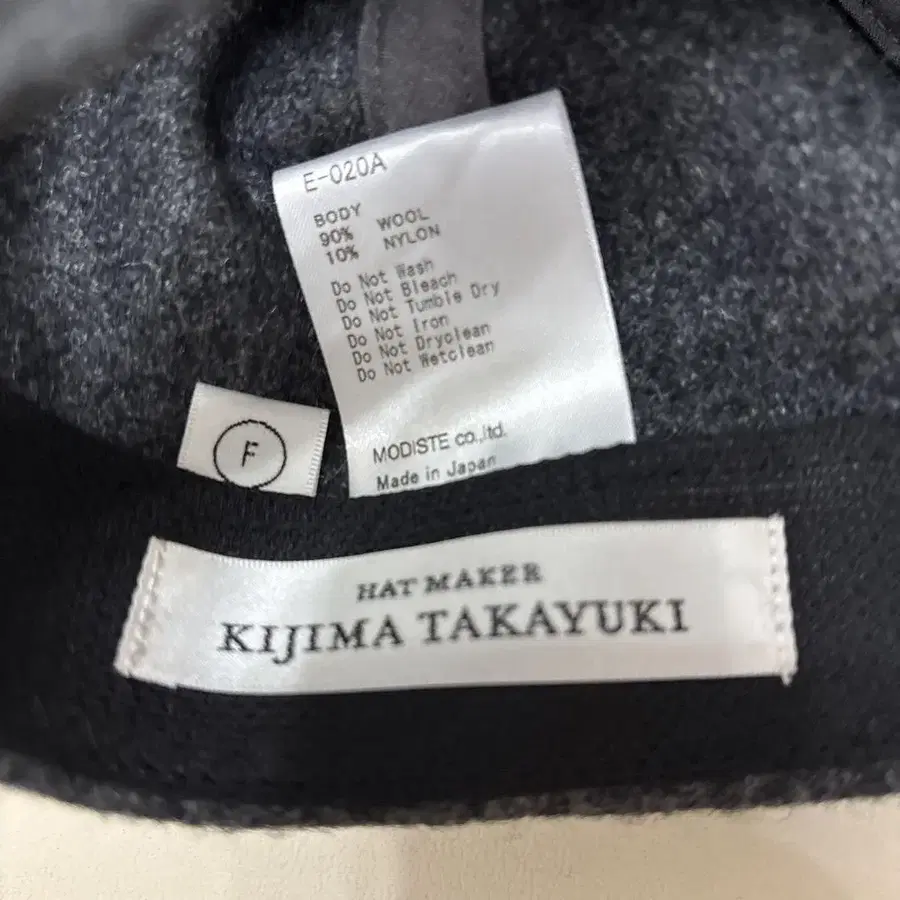 E-020A
BODY
90% WOOL
10% NYLON
Do Not Wash
Do Not Bleach
Do Not Tumble Dry
Do Not Iron
Do Not Dryclean
Do Not Wetclean
MODISTE co.,ltd.
Made in Japan
F
HAT MAKER
KIJIMA TAKAYUKI